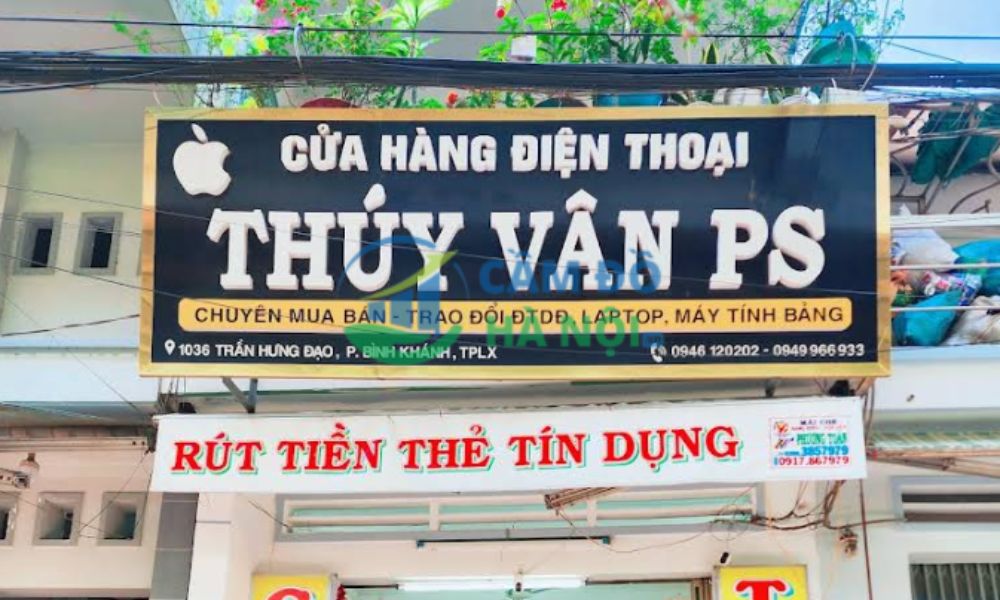 CỬA HÀNG ĐIỆN THOẠI
THÚY VÂN PS
CHUYÊN MUA BÁN - TRAO ĐỔI ĐTDĐ, LAPTOP, MÁY TÍNH BẢNG
1036 TRẦN HƯNG ĐẠO, P. BÌNH KHÁNH, TPLX
0946 120202 - 0949 966 933
CẦM ĐỒ
HÀ NỘI
RÚT TIỀN THẺ TÍN DỤNG
MÁI CHE
PHƯƠNG TOÀN
3857979
0917.867979
C
T